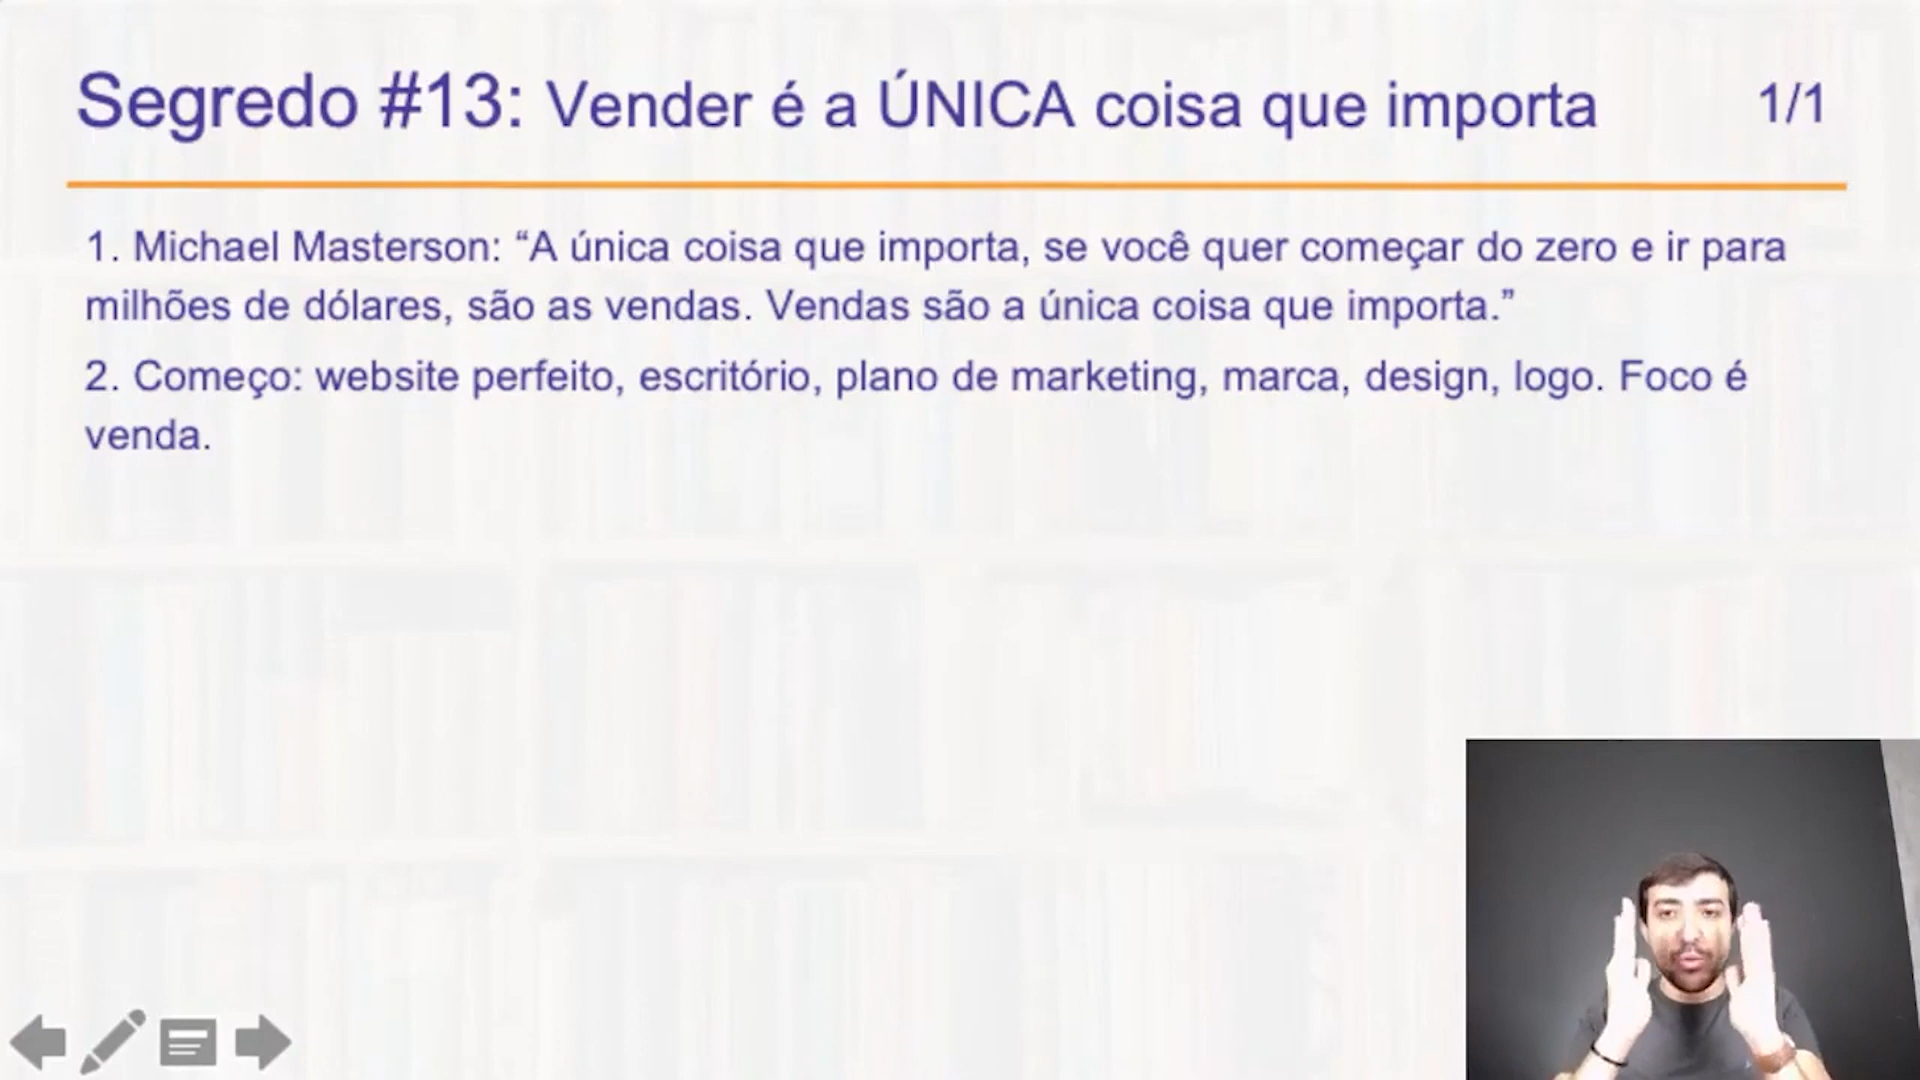 Segredo #13: Vender é a ÚNICA coisa que importa 1/1
1. Michael Masterson: “A única coisa que importa, se você quer começar do zero e ir para
milhões de dólares, são as vendas. Vendas são a única coisa que importa.”
2. Começo: website perfeito, escritório, plano de marketing, marca, design, logo. Foco é
venda.